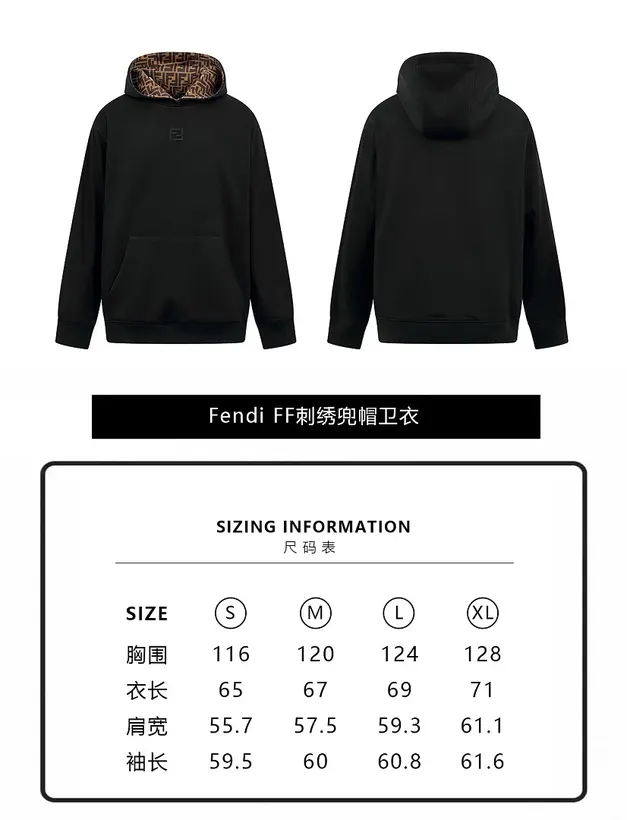 Fendi FF刺绣兜帽卫衣
SIZING INFORMATION
尺码表
SIZE S M L XL
胸围 116 120 124 128
衣长 65 67 69 71
肩宽 55.7 57.5 59.3 61.1
袖长 59.5 60 60.8 61.6